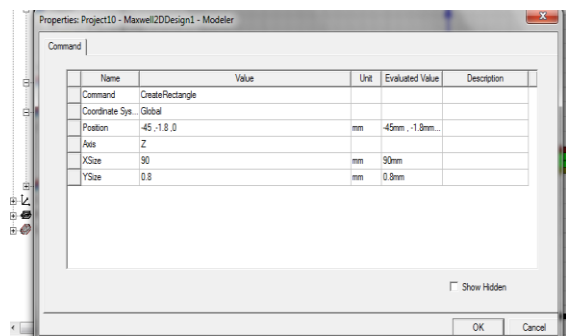 Properties: Project10 - Maxwell2DDesign1 - Modeler
Command
Name Value Unit Evaluated Value Description
Command CreateRectangle
Coordinate Sys... Global
Position -45 ,-1.8 ,0 mm -45mm , -1.8mm...
Axis Z
XSize 90 mm 90mm
YSize 0.8 mm 0.8mm
Show Hidden
OK Cancel